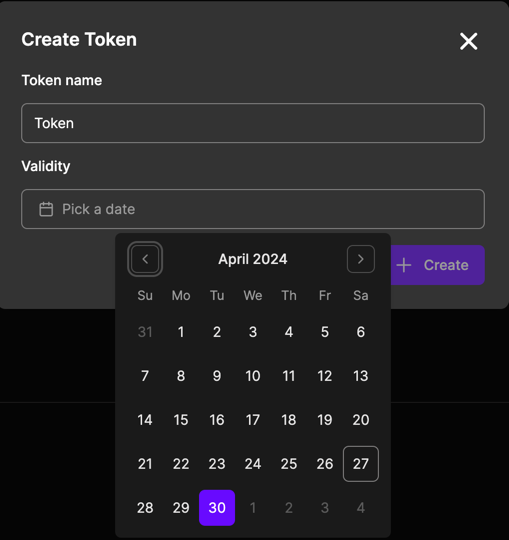 Create Token
Token name
Token
Validity
Pick a date
April 2024
Create
Su Mo Tu We Th Fr Sa
31 1 2 3 4 5 6
7 8 9 10 11 12 13
14 15 16 17 18 19 20
21 22 23 24 25 26 27
28 29 30 1 2 3 4